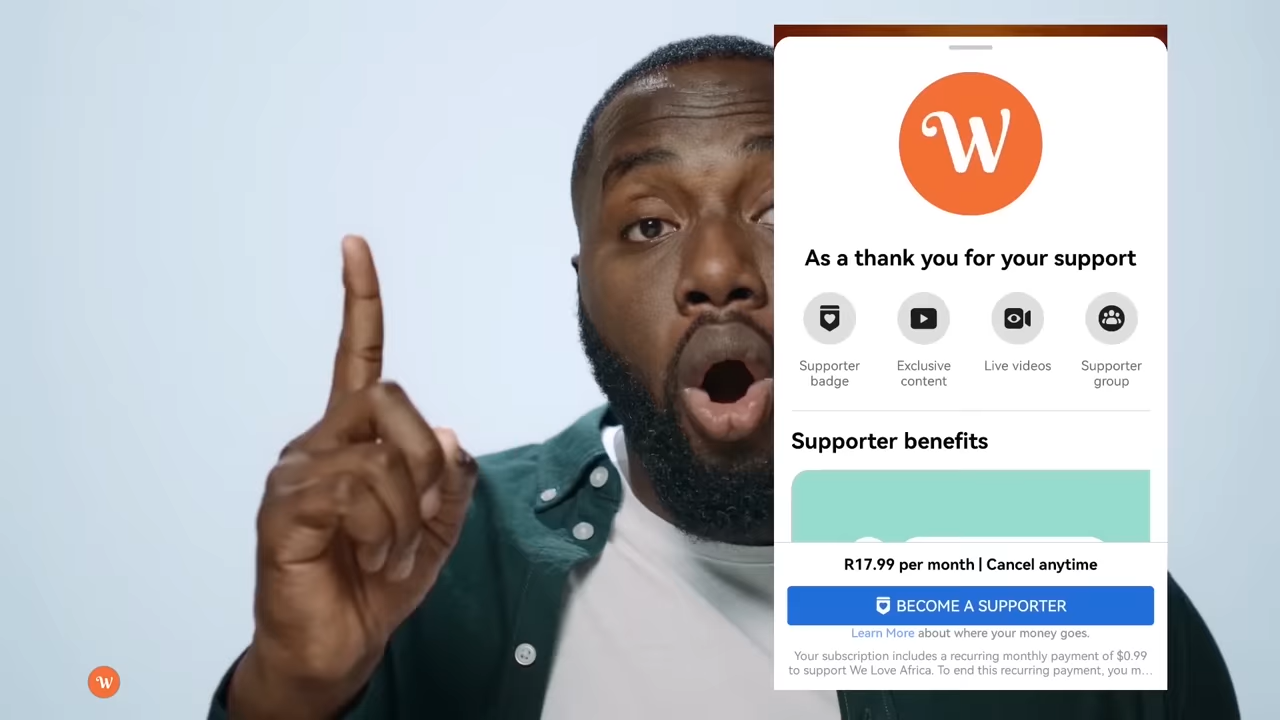 W
As a thank you for your support
Supporter badge
Exclusive content
Live videos
Supporter group
Supporter benefits
R17.99 per month | Cancel anytime
BECOME A SUPPORTER
Learn More about where your money goes.
Your subscription includes a recurring monthly payment of $0.99
to support We Love Africa. To end this recurring payment, you m...
W